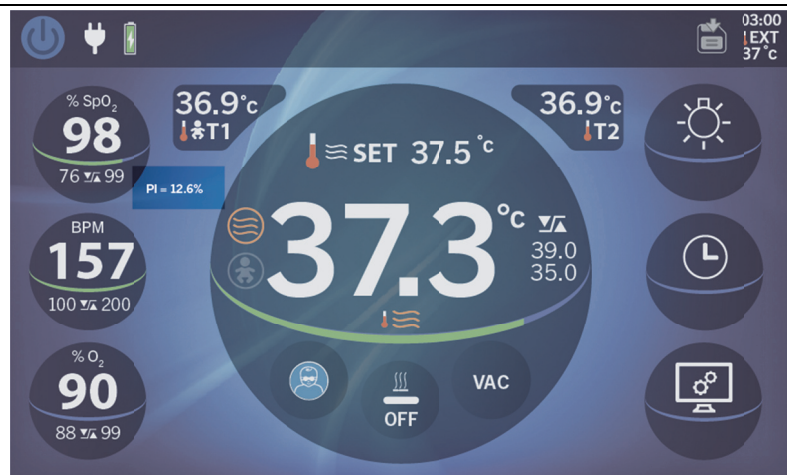 03:00
EXT
37°c
% SpO2
98
76 99
PI = 12.6%
36.9°c
T1
36.9°c
T2
SET 37.5 °c
37.3 °c
39.0
35.0
BPM
157
100 200
% O2
90
88 99
OFF
VAC